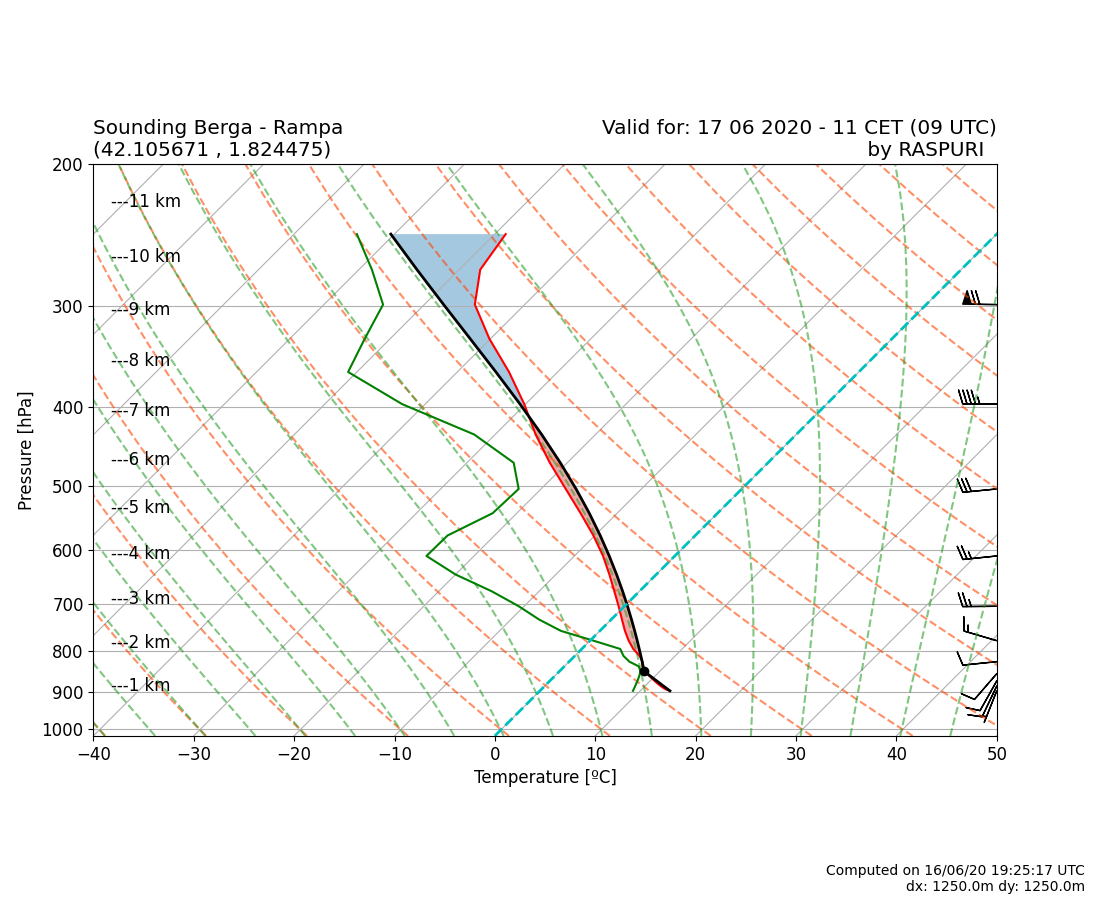 Sounding Berga - Rampa
(42.105671 , 1.824475)
Valid for: 17 06 2020 - 11 CET (09 UTC)
by RASPURI
200
300
400
500
600
700
800
900
1000
Pressure [hPa]
---11 km
---10 km
---9 km
---8 km
---7 km
---6 km
---5 km
---4 km
---3 km
---2 km
---1 km
−40 −30 −20 −10 0 10 20 30 40 50
Temperature [ºC]
Computed on 16/06/20 19:25:17 UTC
dx: 1250.0m dy: 1250.0m